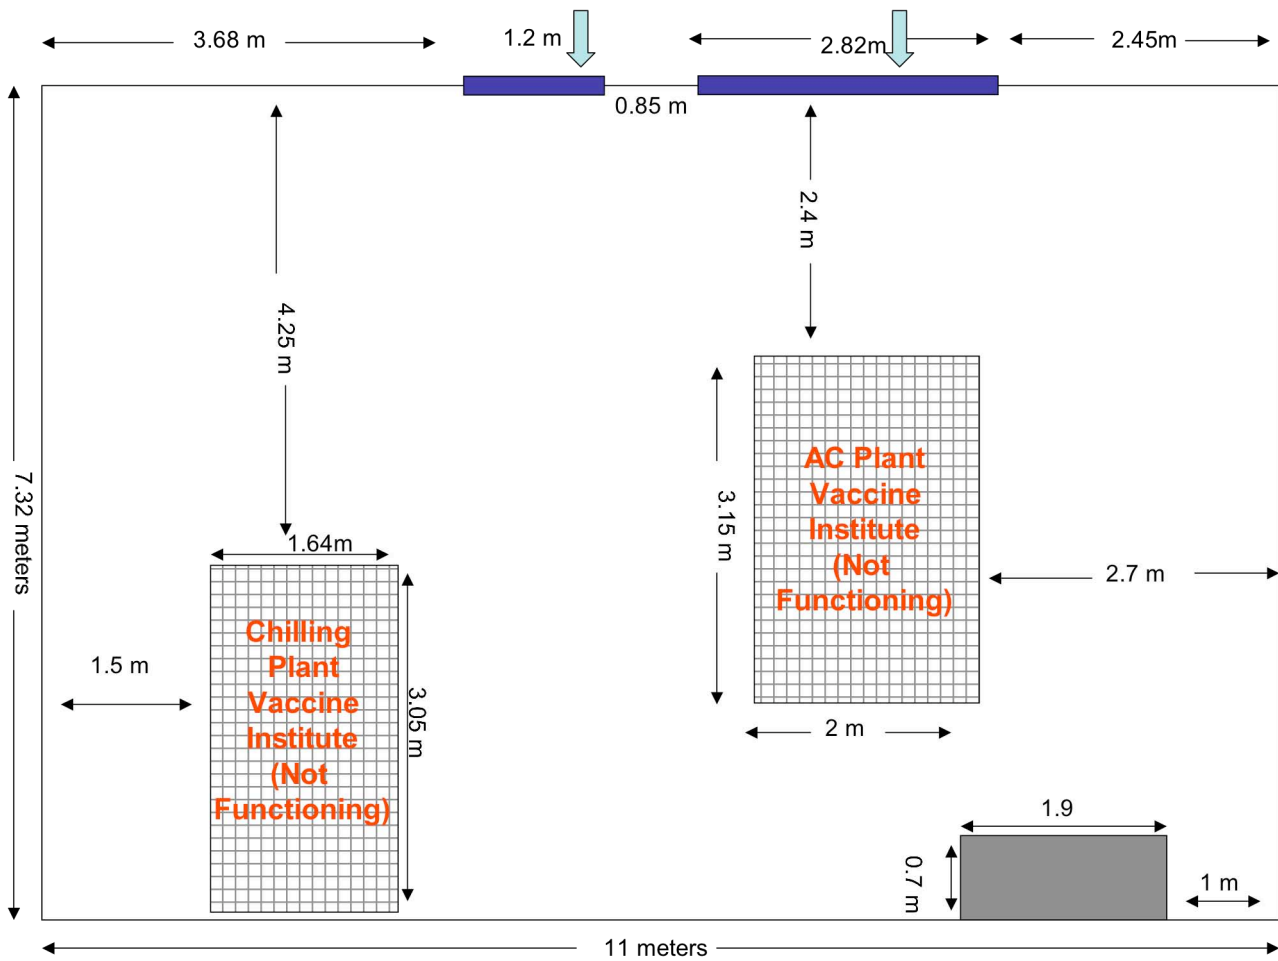 3.68 m
1.2 m
2.82m
2.45m
0.85 m
2.4 m
4.25 m
7.32 meters
AC Plant
Vaccine
Institute
(Not
Functioning)
3.15 m
1.64m
2.7 m
Chilling
Plant
Vaccine
Institute
(Not
Functioning)
1.5 m
3.05 m
2 m
1.9
0.7 m
1 m
11 meters